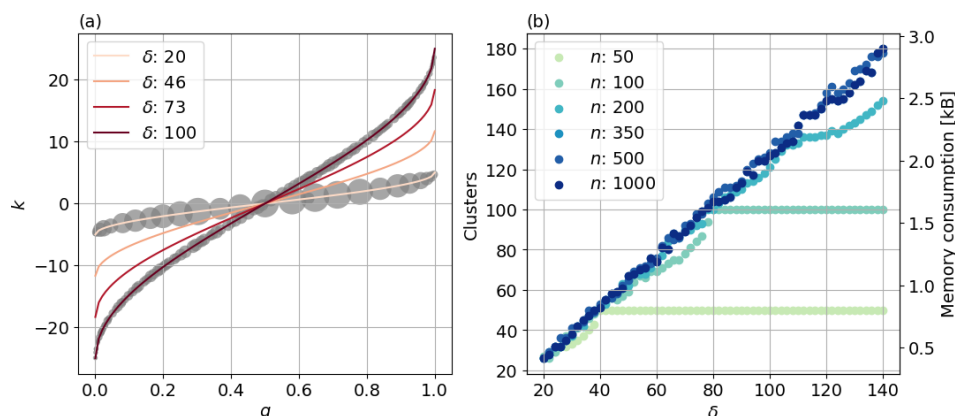 (a)
δ: 20
δ: 46
δ: 73
δ: 100
k
20
10
0
−10
−20
0.0 0.2 0.4 0.6 0.8 1.0
q
(b)
n: 50
n: 100
n: 200
n: 350
n: 500
n: 1000
Clusters
180
160
140
120
100
80
60
40
20
20 40 60 80 100 120 140
δ
3.0
2.5
2.0
1.5
1.0
0.5
Memory consumption [kB]